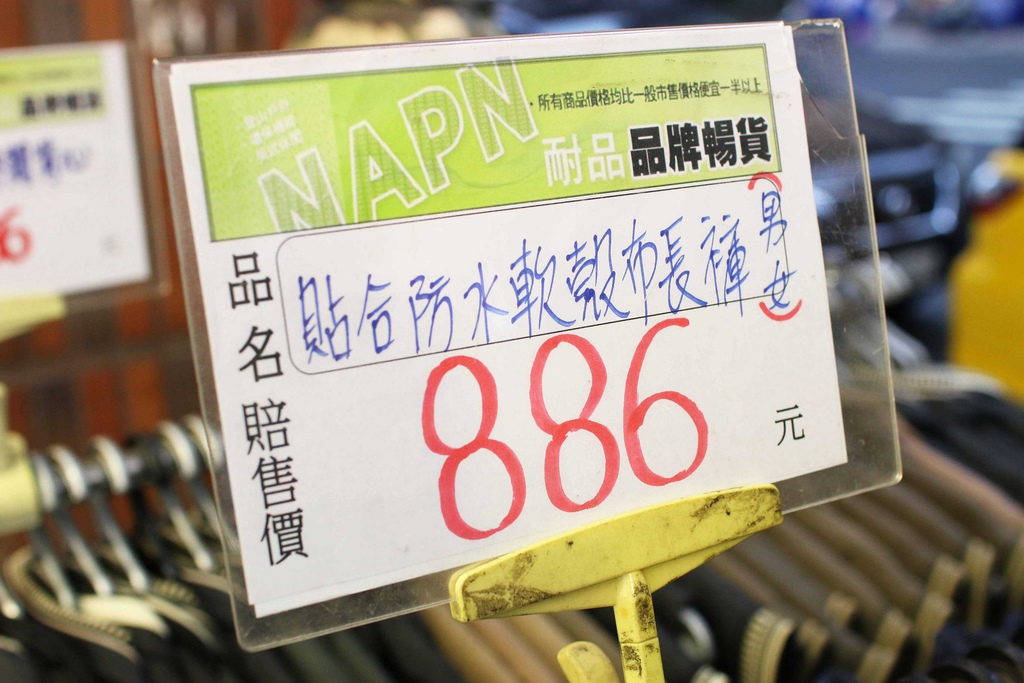 NAPN
·所有商品價格均比一般市售價格便宜一半以上
耐品 品牌暢貨
品名
貼合防水軟殼布長褲(男女)
賠售價
886
元
6